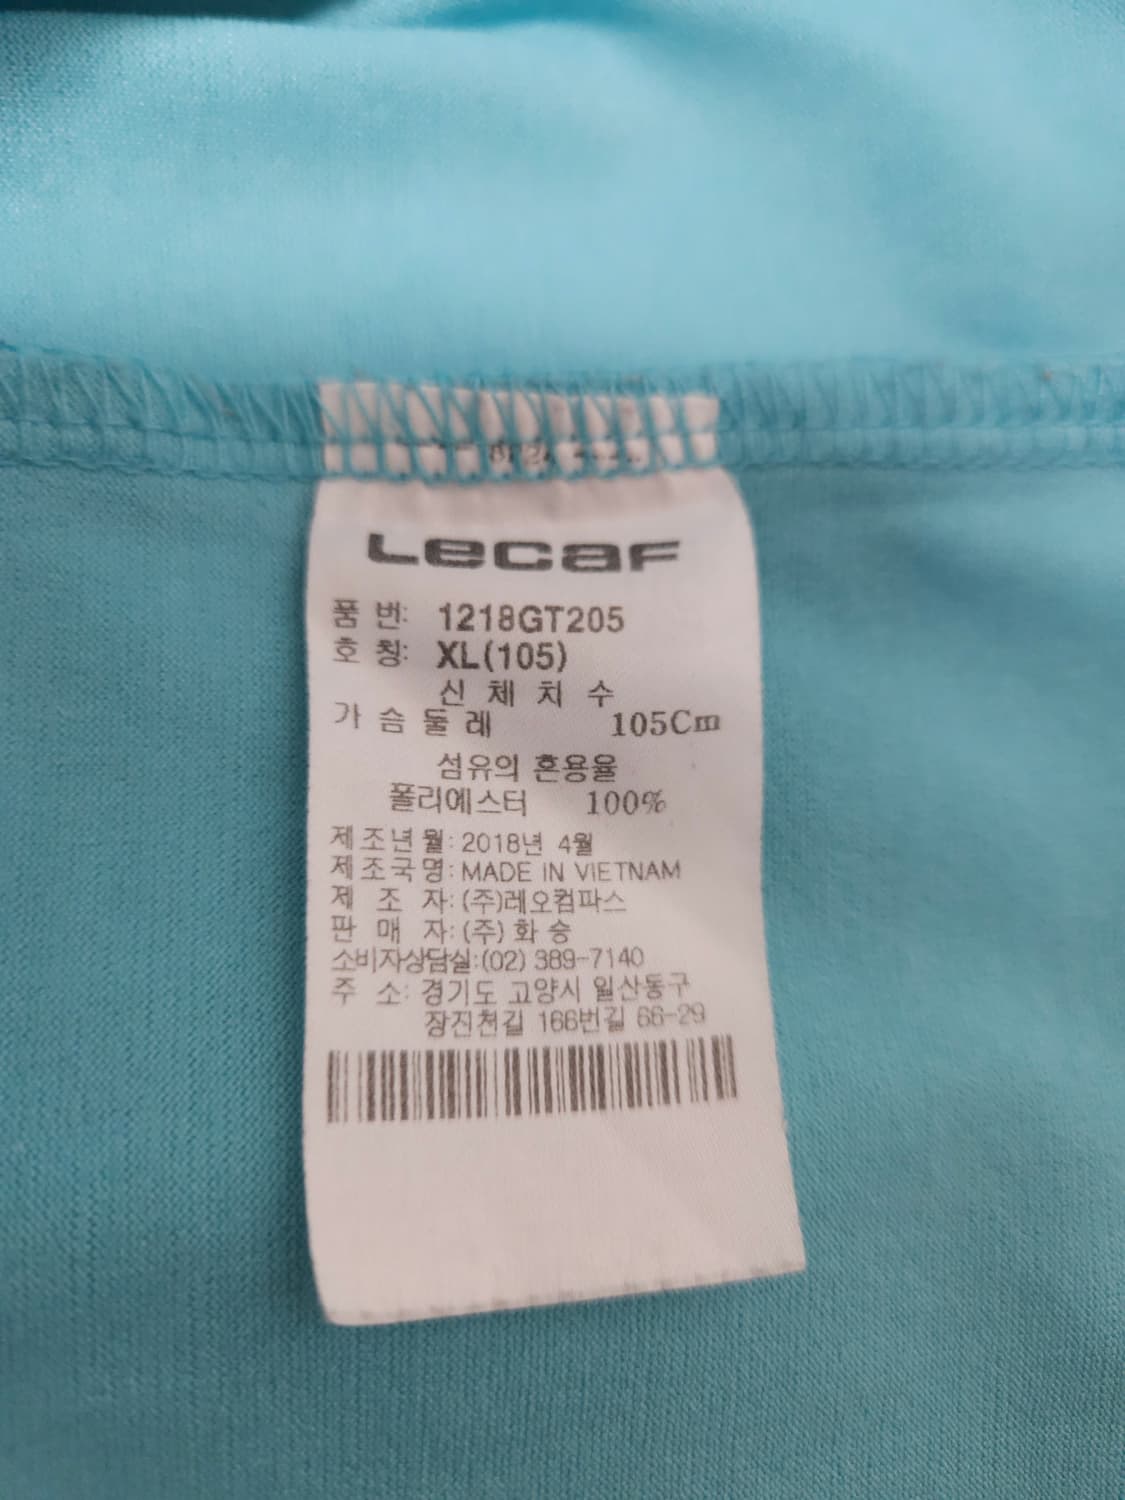 Lecaf
품 번: 1218GT205
호 칭: XL(105)
신 체 치 수
가 슴 둘 레 105Cm
섬유의 혼용율
폴리에스터 100%
제조년월: 2018년 4월
제조국명: MADE IN VIETNAM
제 조 자: (주)레오컴파스
판 매 자: (주) 화 승
소비자상담실:(02) 389-7140
주 소: 경기도 고양시 일산동구
장진천길 166번길 66-29